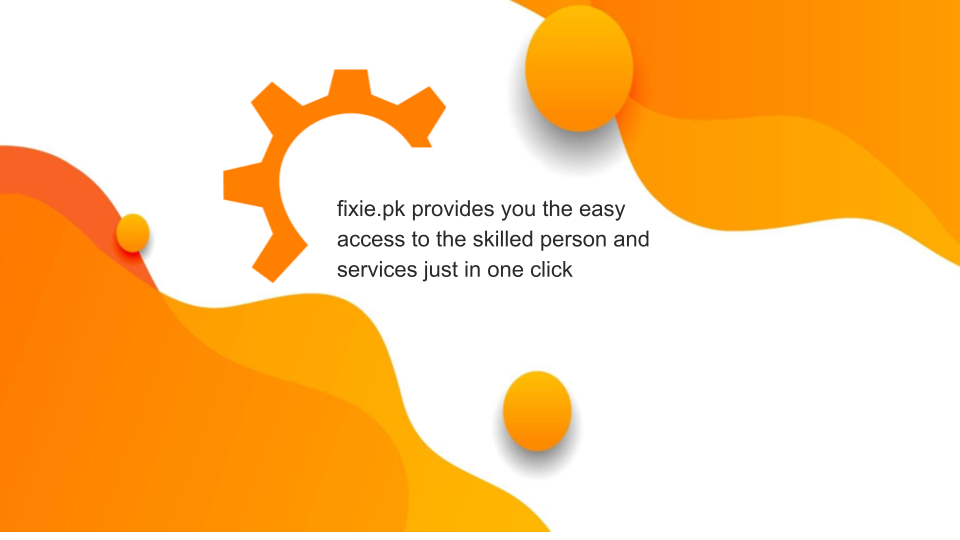 fixie.pk provides you the easy
access to the skilled person and
services just in one click